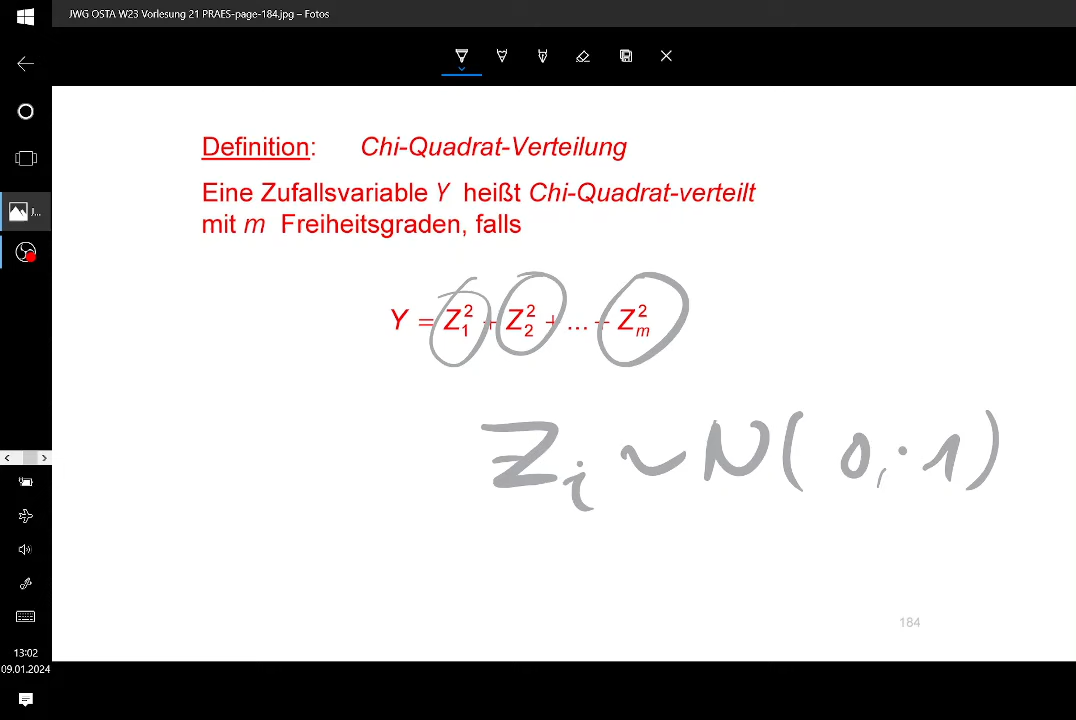 JWG OSTA W23 Vorlesung 21 PRAES-page-184.jpg – Fotos
Definition: Chi-Quadrat-Verteilung
Eine Zufallsvariable Y heißt Chi-Quadrat-verteilt
mit m Freiheitsgraden, falls
Y = Z₁² + Z₂² + ... + Zₘ²
Zᵢ ~ N( 0, 1)
184
J...
13:02
09.01.2024